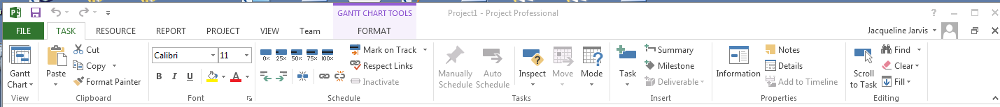 GANTT CHART TOOLS Project1 - Project Professional ?
FILE TASK RESOURCE REPORT PROJECT VIEW Team FORMAT Jacqueline Jarvis
Gantt Chart
View
Paste
Cut
Copy
Format Painter
Clipboard
Calibri 11
B I U A
Font
0% 25% 50% 75% 100%
Mark on Track
Respect Links
Inactivate
Schedule
Manually Schedule
Auto Schedule
Inspect
Move
Mode
Tasks
Task
Summary
Milestone
Deliverable
Insert
Information
Notes
Details
Add to Timeline
Properties
Scroll to Task
Find
Clear
Fill
Editing